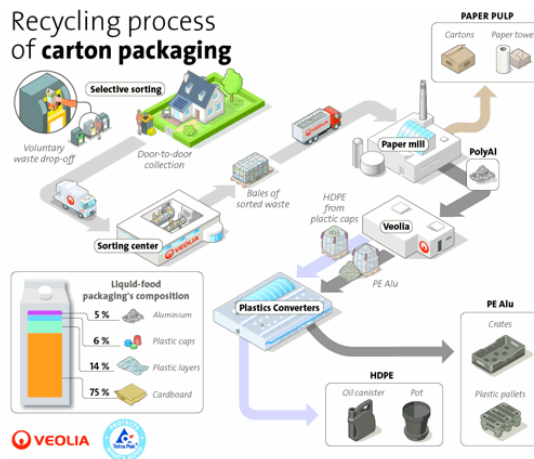 Recycling process
of carton packaging
PAPER PULP
Cartons
Paper towel
Selective sorting
Voluntary
waste drop-off
Door-to-door
collection
VEOLIA
Paper mill
PolyAl
Bales of
sorted waste
HDPE
from
plactic caps
Veolia
Sorting center
VEOLIA
PE Alu
Liquid-food
packaging's composition
5 % Aluminium
6 % Plastic caps
14 % Plastic layers
75 % Cardboard
Plastics Converters
PE Alu
Crates
Plastic pallets
HDPE
Oil canister
Pot
VEOLIA
Tetra Pak